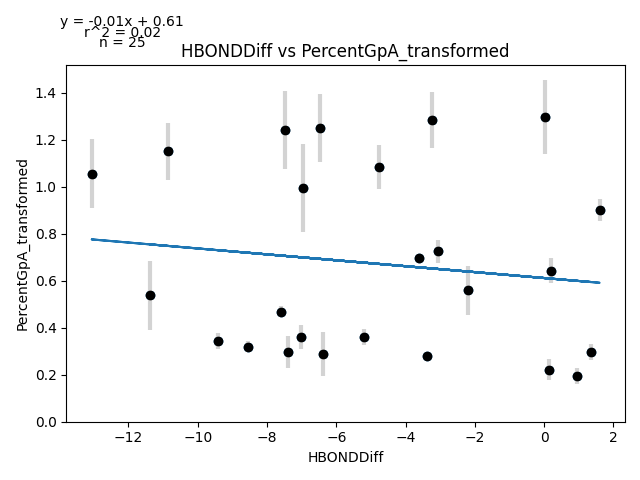 y = -0.01x + 0.61
r^2 = 0.02
n = 25
HBONDDiff vs PercentGpA_transformed
PercentGpA_transformed
1.4
1.2
1.0
0.8
0.6
0.4
0.2
0.0
−12
−10
−8
−6
−4
−2
0
2
HBONDDiff